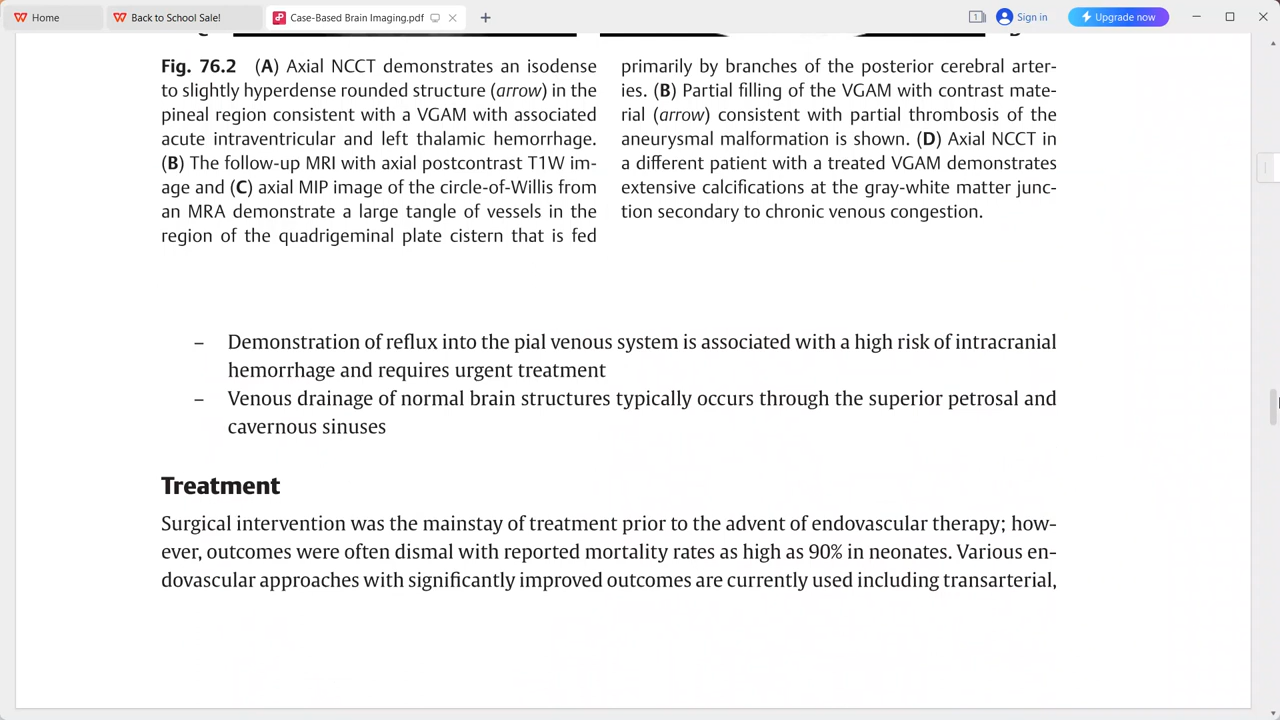 Home
Back to School Sale!
Case-Based Brain Imaging.pdf
1
Sign in
Upgrade now
Fig. 76.2 (A) Axial NCCT demonstrates an isodense
to slightly hyperdense rounded structure (arrow) in the
pineal region consistent with a VGAM with associated
acute intraventricular and left thalamic hemorrhage.
(B) The follow-up MRI with axial postcontrast T1W im-
age and (C) axial MIP image of the circle-of-Willis from
an MRA demonstrate a large tangle of vessels in the
region of the quadrigeminal plate cistern that is fed
primarily by branches of the posterior cerebral arter-
ies. (B) Partial filling of the VGAM with contrast mate-
rial (arrow) consistent with partial thrombosis of the
aneurysmal malformation is shown. (D) Axial NCCT in
a different patient with a treated VGAM demonstrates
extensive calcifications at the gray-white matter junc-
tion secondary to chronic venous congestion.
– Demonstration of reflux into the pial venous system is associated with a high risk of intracranial
hemorrhage and requires urgent treatment
– Venous drainage of normal brain structures typically occurs through the superior petrosal and
cavernous sinuses
Treatment
Surgical intervention was the mainstay of treatment prior to the advent of endovascular therapy; how-
ever, outcomes were often dismal with reported mortality rates as high as 90% in neonates. Various en-
dovascular approaches with significantly improved outcomes are currently used including transarterial,